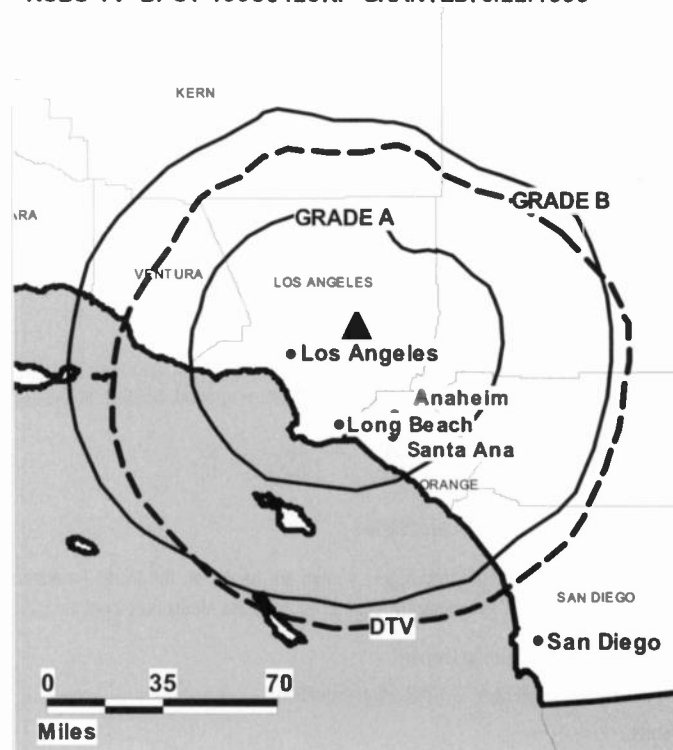 KERN
GRADE B
GRADE A
ARA
VENTURA
LOS ANGELES
Los Angeles
Anaheim
Long Beach
Santa Ana
ORANGE
SAN DIEGO
DTV
San Diego
0 35 70
Miles